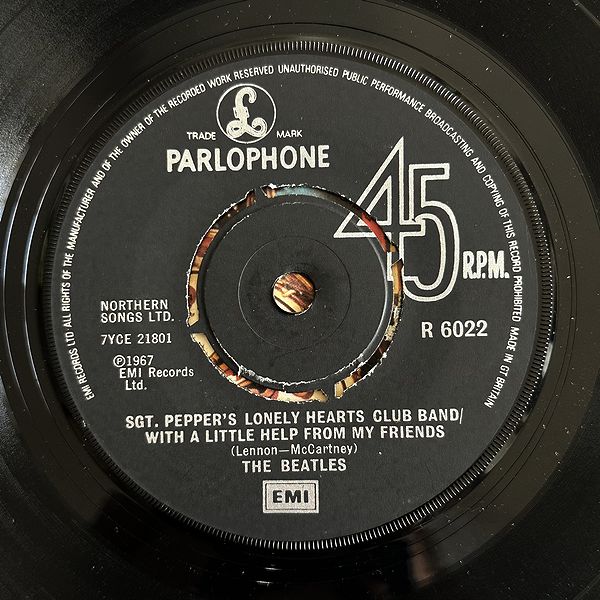 EMI RECORDS LTD· ALL RIGHTS OF THE MANUFACTURER AND OF THE OWNER OF THE RECORDED WORK RESERVED UNAUTHORISED PUBLIC PERFORMANCE BROADCASTING AND COPYING OF THIS RECORD PROHIBITED MADE IN GT BRITAIN
£
TRADE MARK
PARLOPHONE
45
R.P.M.
NORTHERN
SONGS LTD.
7YCE 21801
R 6022
℗1967
EMI Records
Ltd.
SGT. PEPPER'S LONELY HEARTS CLUB BAND/
WITH A LITTLE HELP FROM MY FRIENDS
(Lennon—McCartney)
THE BEATLES
EMI